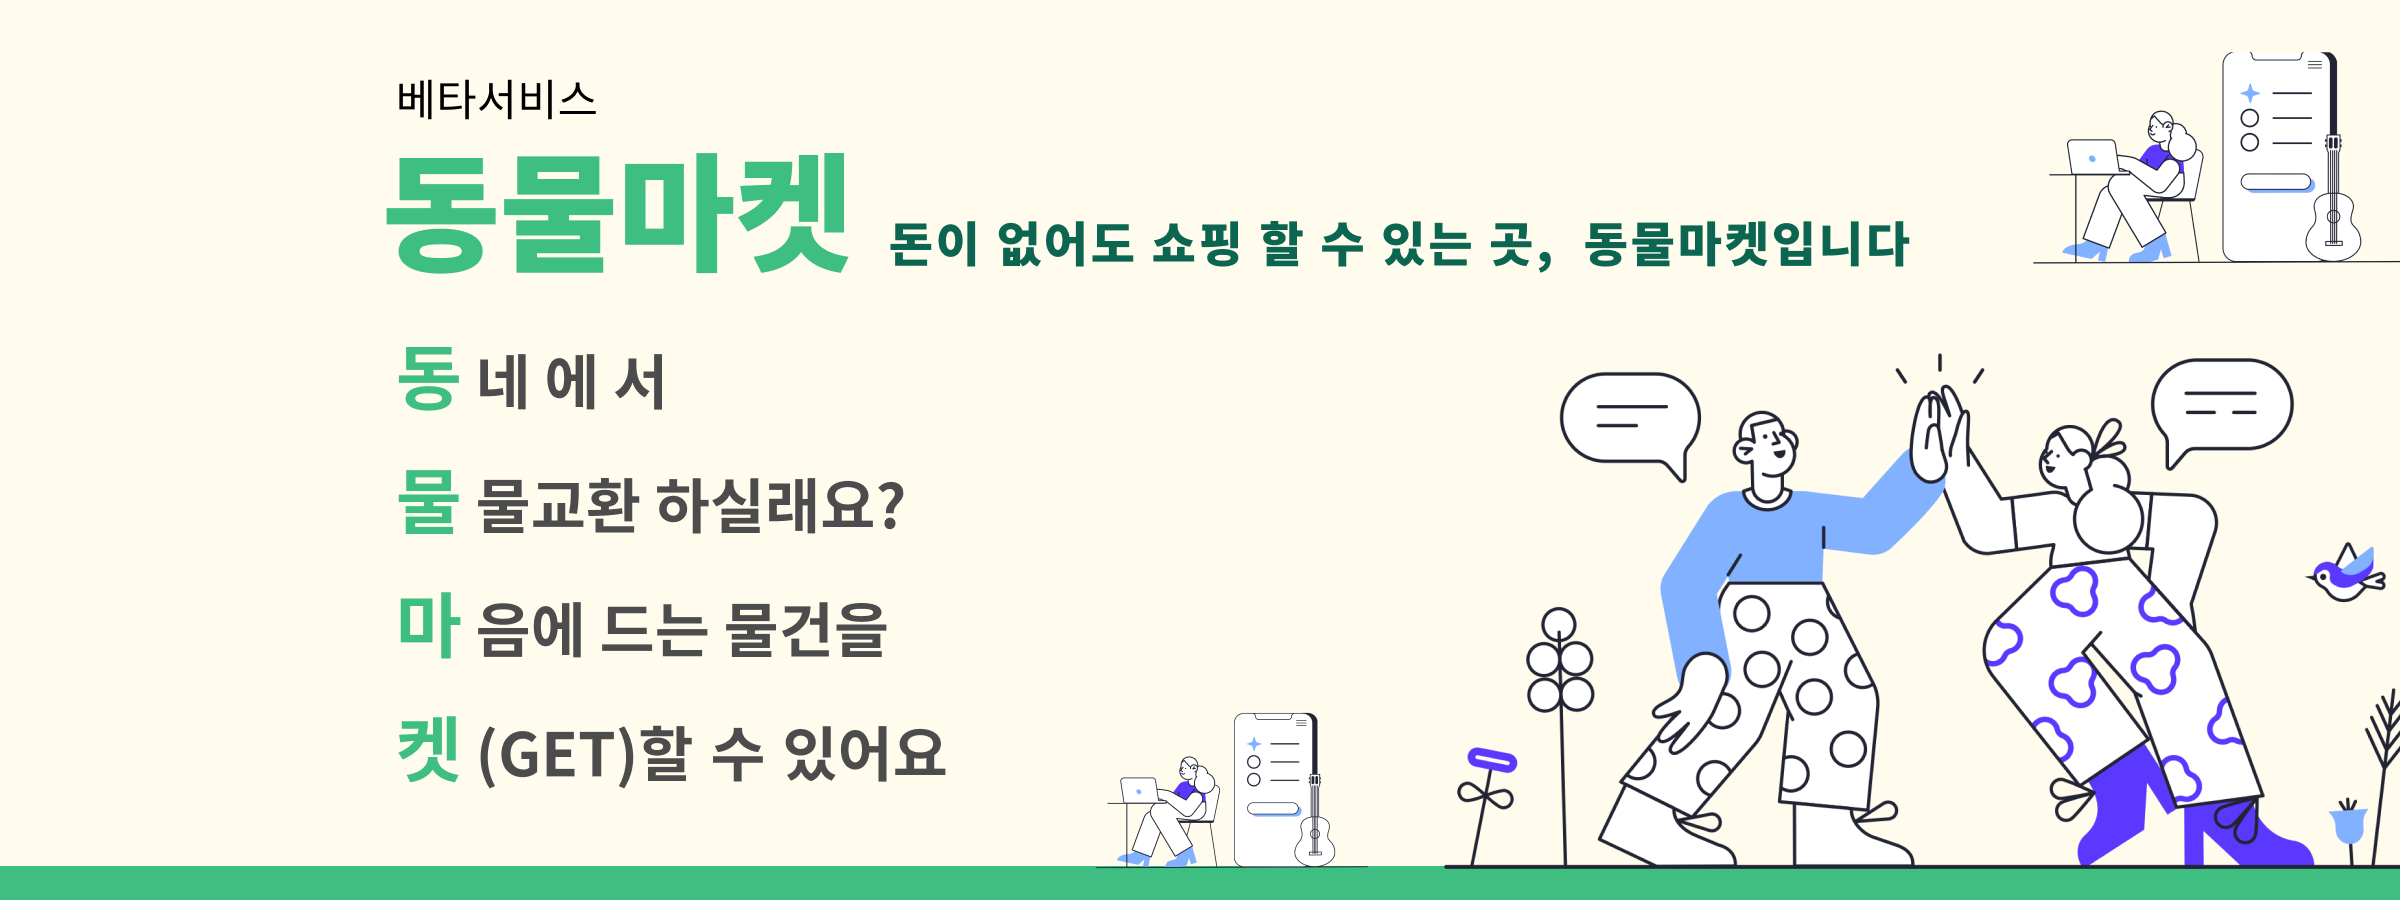 베타서비스
동물마켓 돈이 없어도 쇼핑 할 수 있는 곳, 동물마켓입니다
동 네 에 서
물 물교환 하실래요?
마 음에 드는 물건을
켓 (GET)할 수 있어요